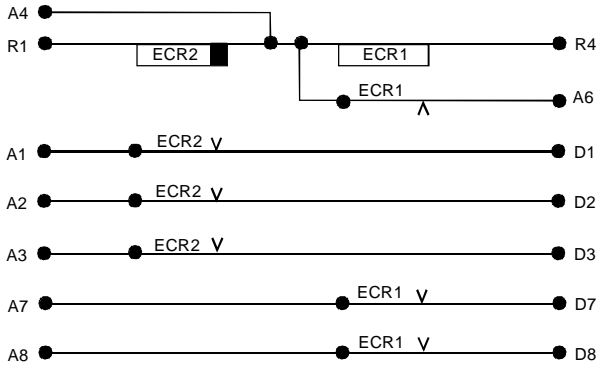 A4
R1 ECR2 ECR1 R4
ECR1 A6
A1 ECR2 D1
A2 ECR2 D2
A3 ECR2 D3
A7 ECR1 D7
A8 ECR1 D8